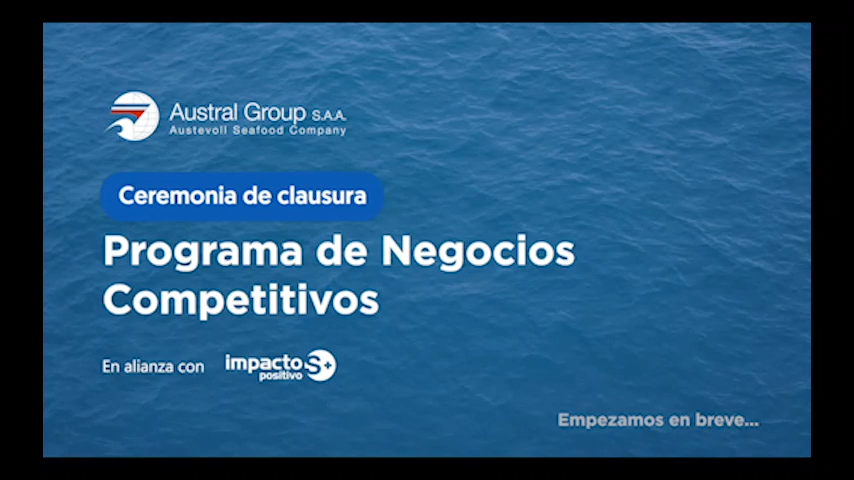 Austral Group S.A.A.
Austevoll Seafood Company
Ceremonia de clausura
Programa de Negocios
Competitivos
En alianza con impacto S+
positivo
Empezamos en breve...